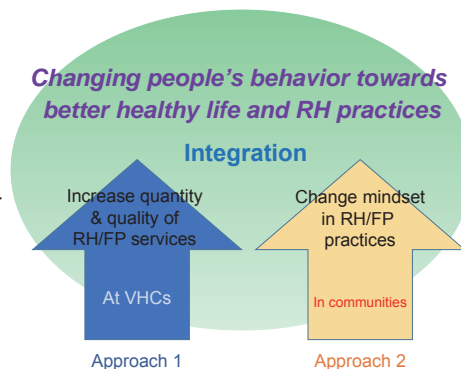 Changing people's behavior towards
better healthy life and RH practices
Integration
Increase quantity
& quality of
RH/FP services
At VHCs
Approach 1
Change mindset
in RH/FP
practices
In communities
Approach 2